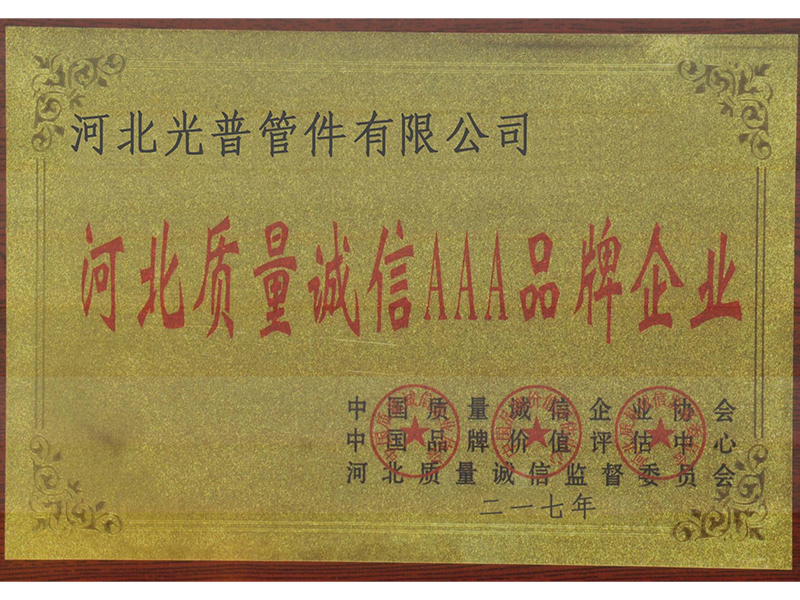 河北光普管件有限公司
河北质量诚信AAA品牌企业
中国质量诚信企业协会
中国品牌价值评估中心
河北质量诚信监督委员会
二一七年